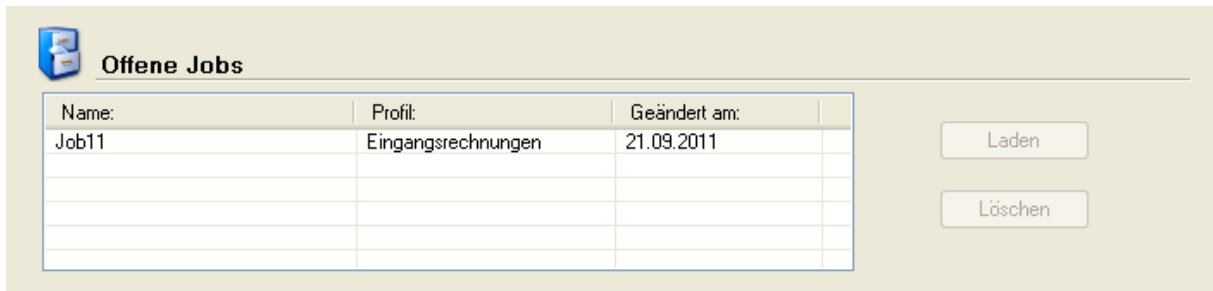 Offene Jobs
Name: Profil: Geändert am:
Job11 Eingangsrechnungen 21.09.2011
Laden
Löschen